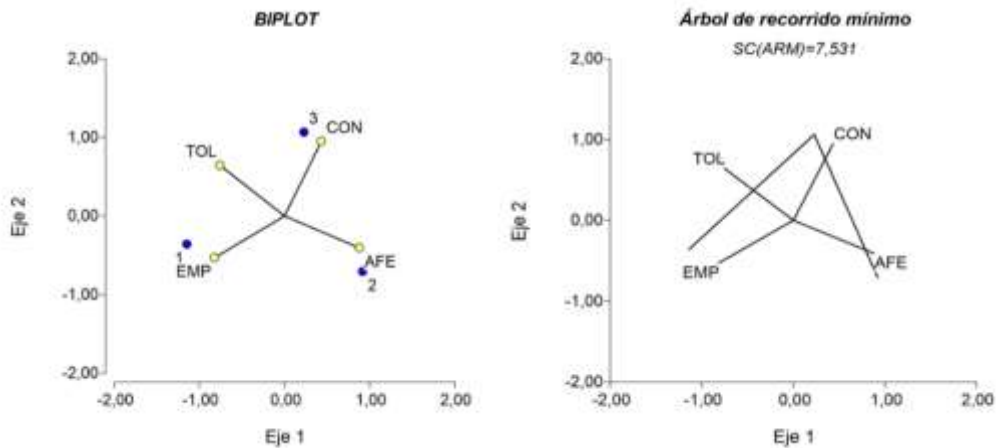 BIPLOT
2,00
1,00
0,00
-1,00
-2,00
Eje 2
TOL
3
CON
1
EMP
AFE
2
-2,00 -1,00 0,00 1,00 2,00
Eje 1
Árbol de recorrido mínimo
SC(ARM)=7,531
2,00
1,00
0,00
-1,00
-2,00
Eje 2
TOL
CON
EMP
AFE
-2,00 -1,00 0,00 1,00 2,00
Eje 1